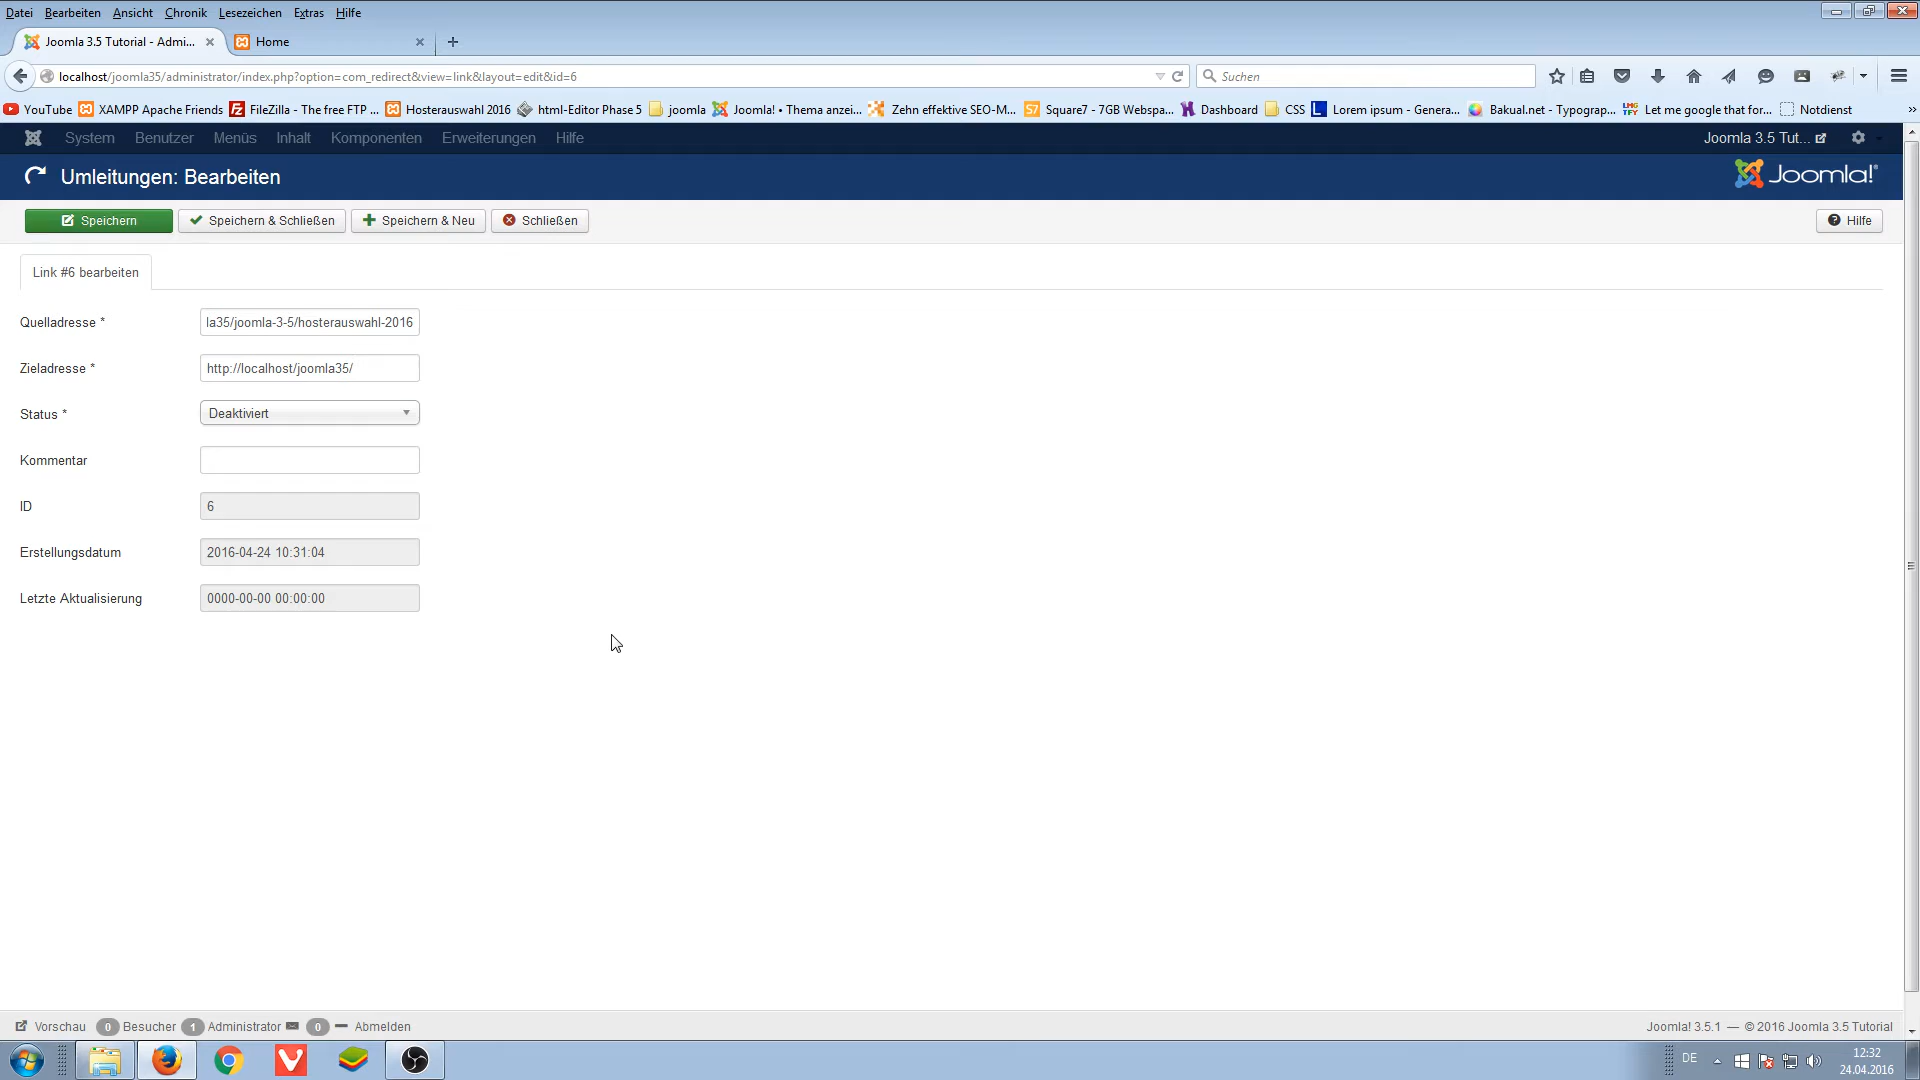 Datei Bearbeiten Ansicht Chronik Lesezeichen Extras Hilfe
Joomla 3.5 Tutorial - Admi... Home
localhost/joomla35/administrator/index.php?option=com_redirect&view=link&layout=edit&id=6 Suchen
YouTube XAMPP Apache Friends FileZilla - The free FTP ... Hosterauswahl 2016 html-Editor Phase 5 joomla Joomla! • Thema anzei... Zehn effektive SEO-M... Square7 - 7GB Webspa... Dashboard CSS Lorem ipsum - Genera... Bakual.net - Typograp... Let me google that for... Notdienst
System Benutzer Menüs Inhalt Komponenten Erweiterungen Hilfe Joomla 3.5 Tut...
Umleitungen: Bearbeiten Joomla!
Speichern Speichern & Schließen Speichern & Neu Schließen Hilfe
Link #6 bearbeiten
Quelladresse * la35/joomla-3-5/hosterauswahl-2016
Zieladresse * http://localhost/joomla35/
Status * Deaktiviert
Kommentar
ID 6
Erstellungsdatum 2016-04-24 10:31:04
Letzte Aktualisierung 0000-00-00 00:00:00
Vorschau 0 Besucher 1 Administrator 0 Abmelden Joomla! 3.5.1 — © 2016 Joomla 3.5 Tutorial
DE 12:32
24.04.2016